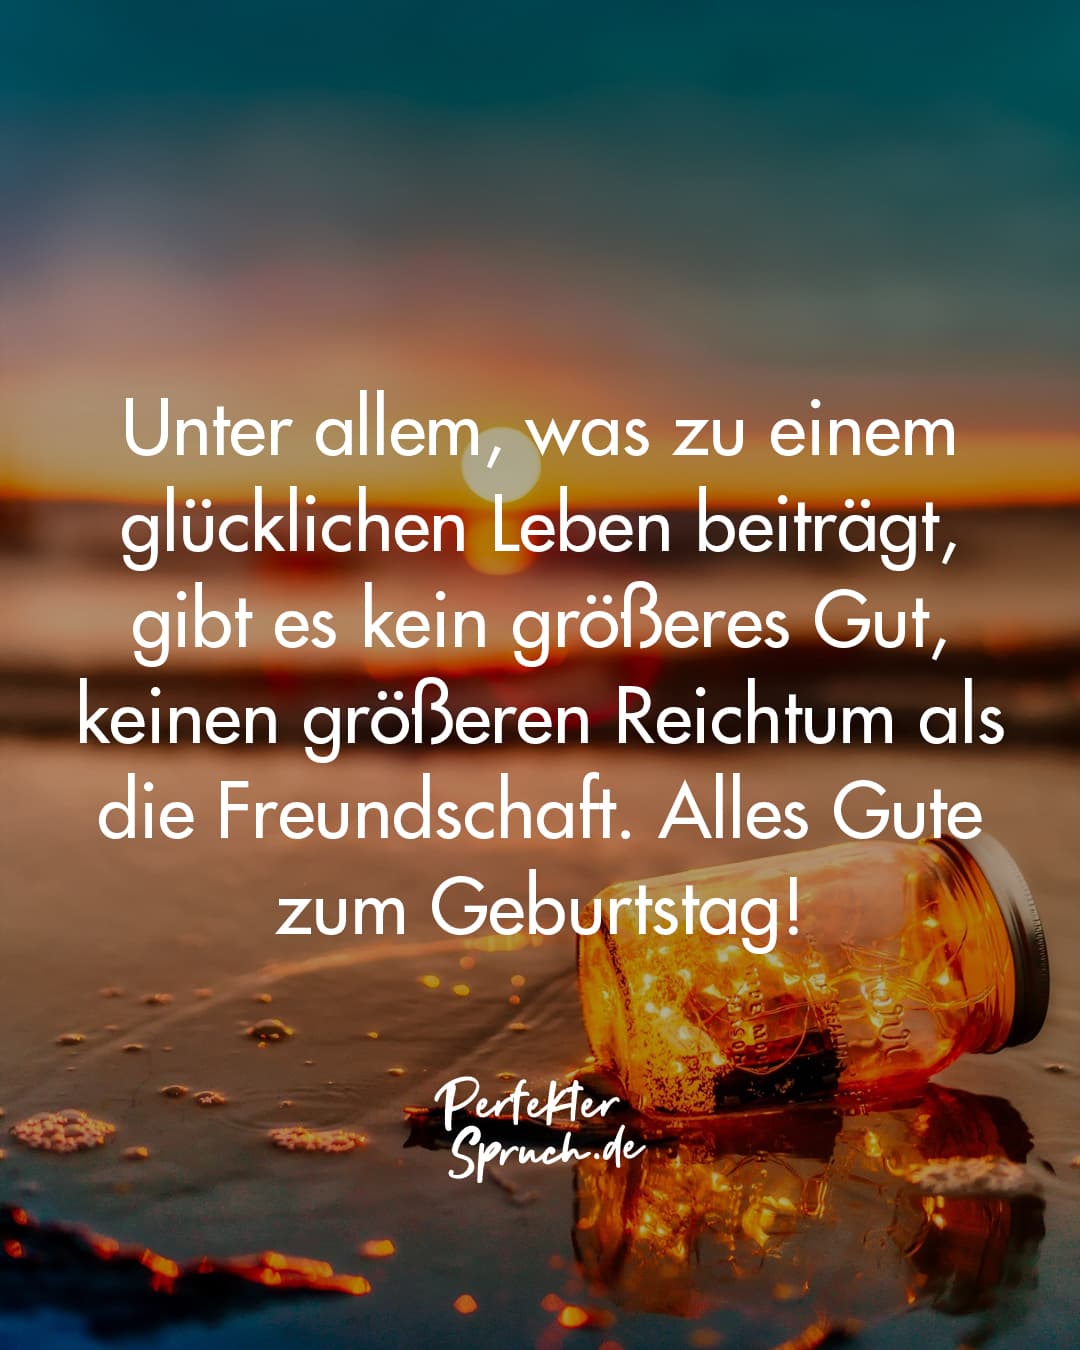 Unter allem, was zu einem
glücklichen Leben beiträgt,
gibt es kein größeres Gut,
keinen größeren Reichtum als
die Freundschaft. Alles Gute
zum Geburtstag!
Perfekter
Spruch.de